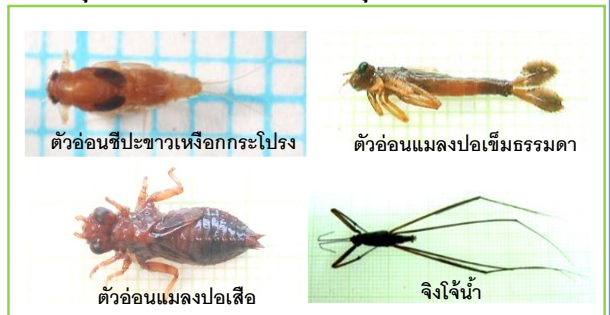 ตัวอ่อนชีปะขาวเหงือกกระโปรง
ตัวอ่อนแมลงปอเข็มธรรมดา
ตัวอ่อนแมลงปอเสือ
จิงโจ้น้ำ